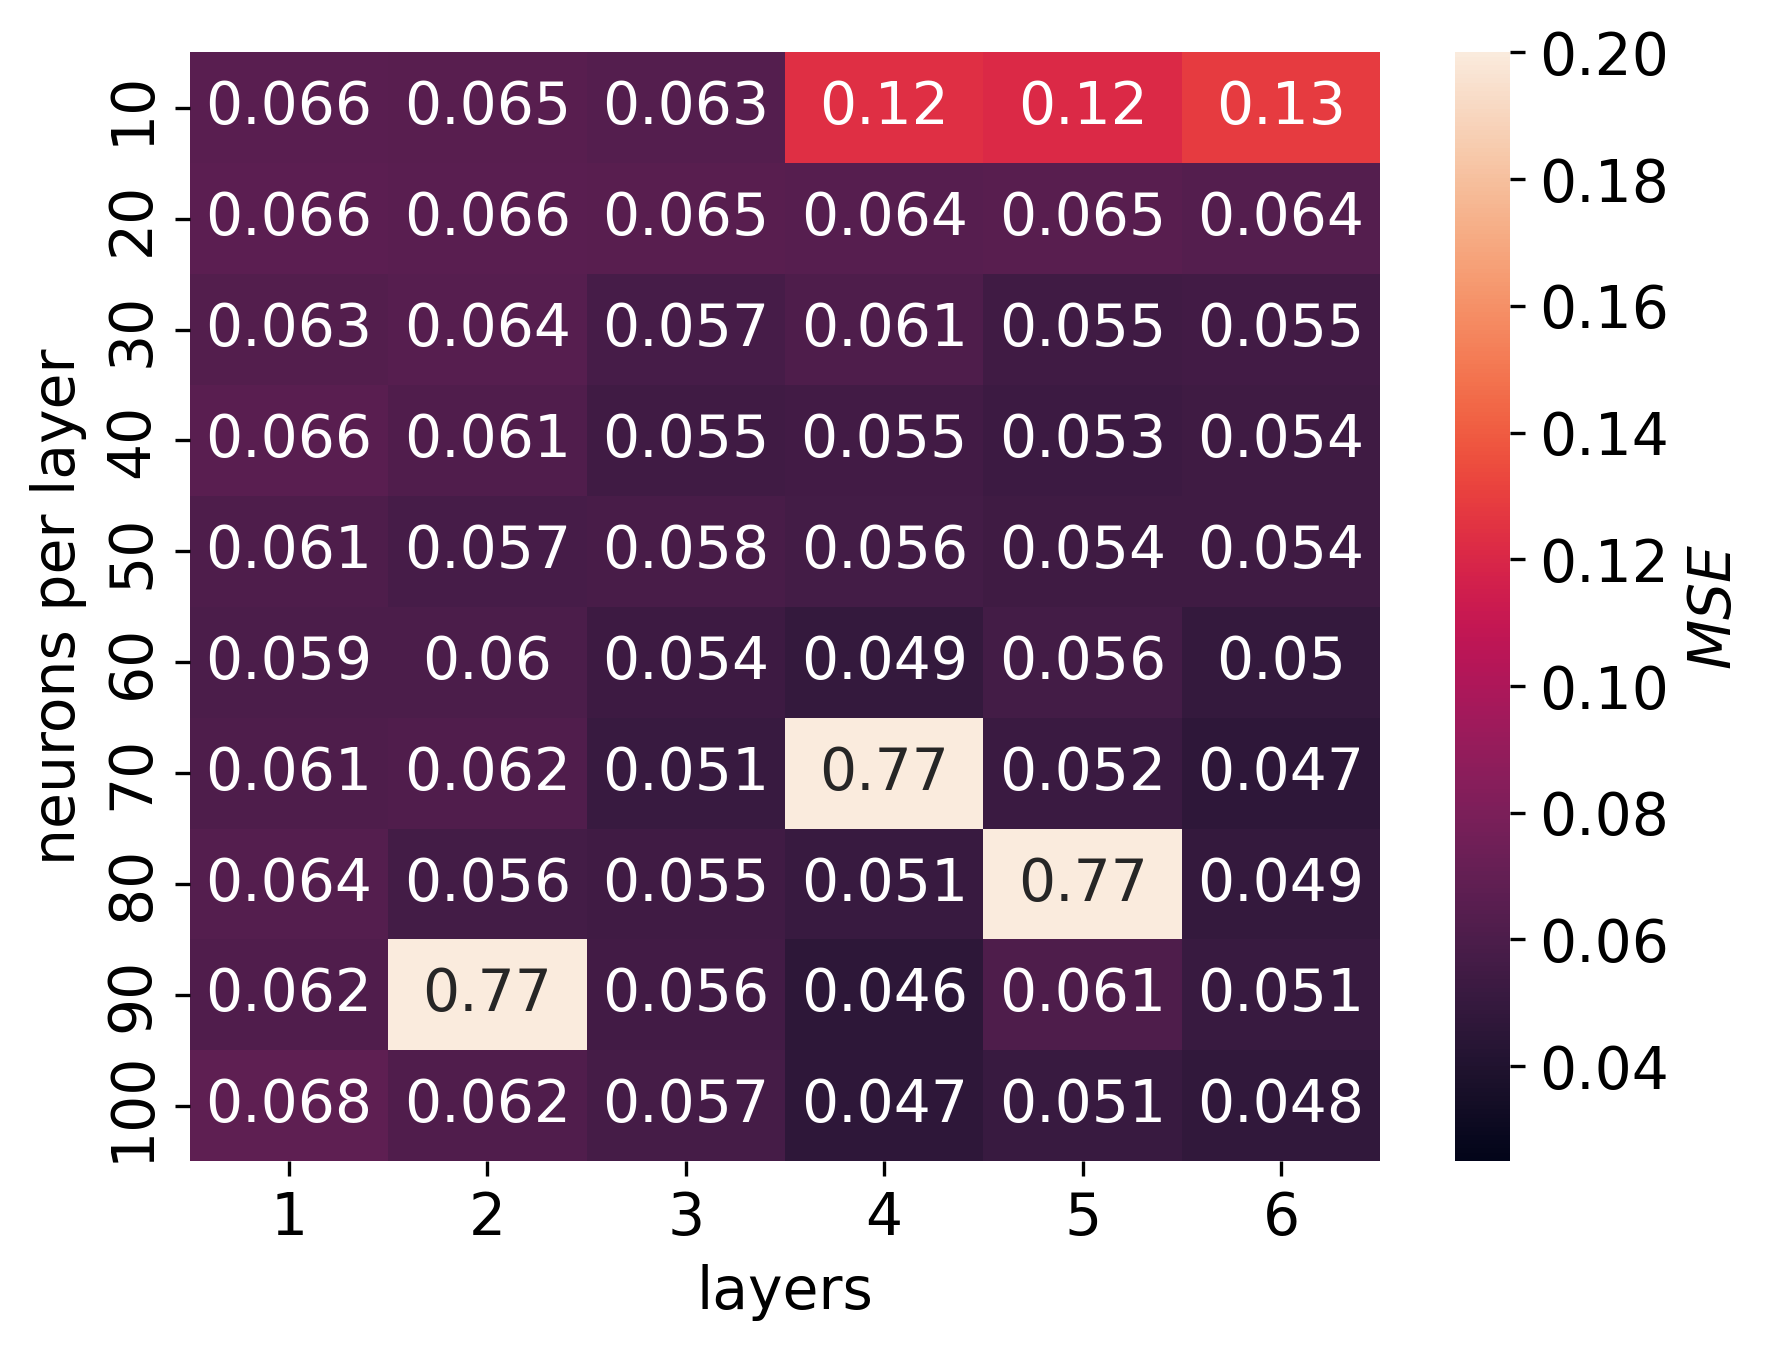 10 0.066 0.065 0.063 0.12 0.12 0.13
20 0.066 0.066 0.065 0.064 0.065 0.064
30 0.063 0.064 0.057 0.061 0.055 0.055
40 0.066 0.061 0.055 0.055 0.053 0.054
50 0.061 0.057 0.058 0.056 0.054 0.054
60 0.059 0.06 0.054 0.049 0.056 0.05
70 0.061 0.062 0.051 0.77 0.052 0.047
80 0.064 0.056 0.055 0.051 0.77 0.049
90 0.062 0.77 0.056 0.046 0.061 0.051
100 0.068 0.062 0.057 0.047 0.051 0.048
1 2 3 4 5 6
layers
neurons per layer
0.20
0.18
0.16
0.14
0.12
0.10
0.08
0.06
0.04
MSE